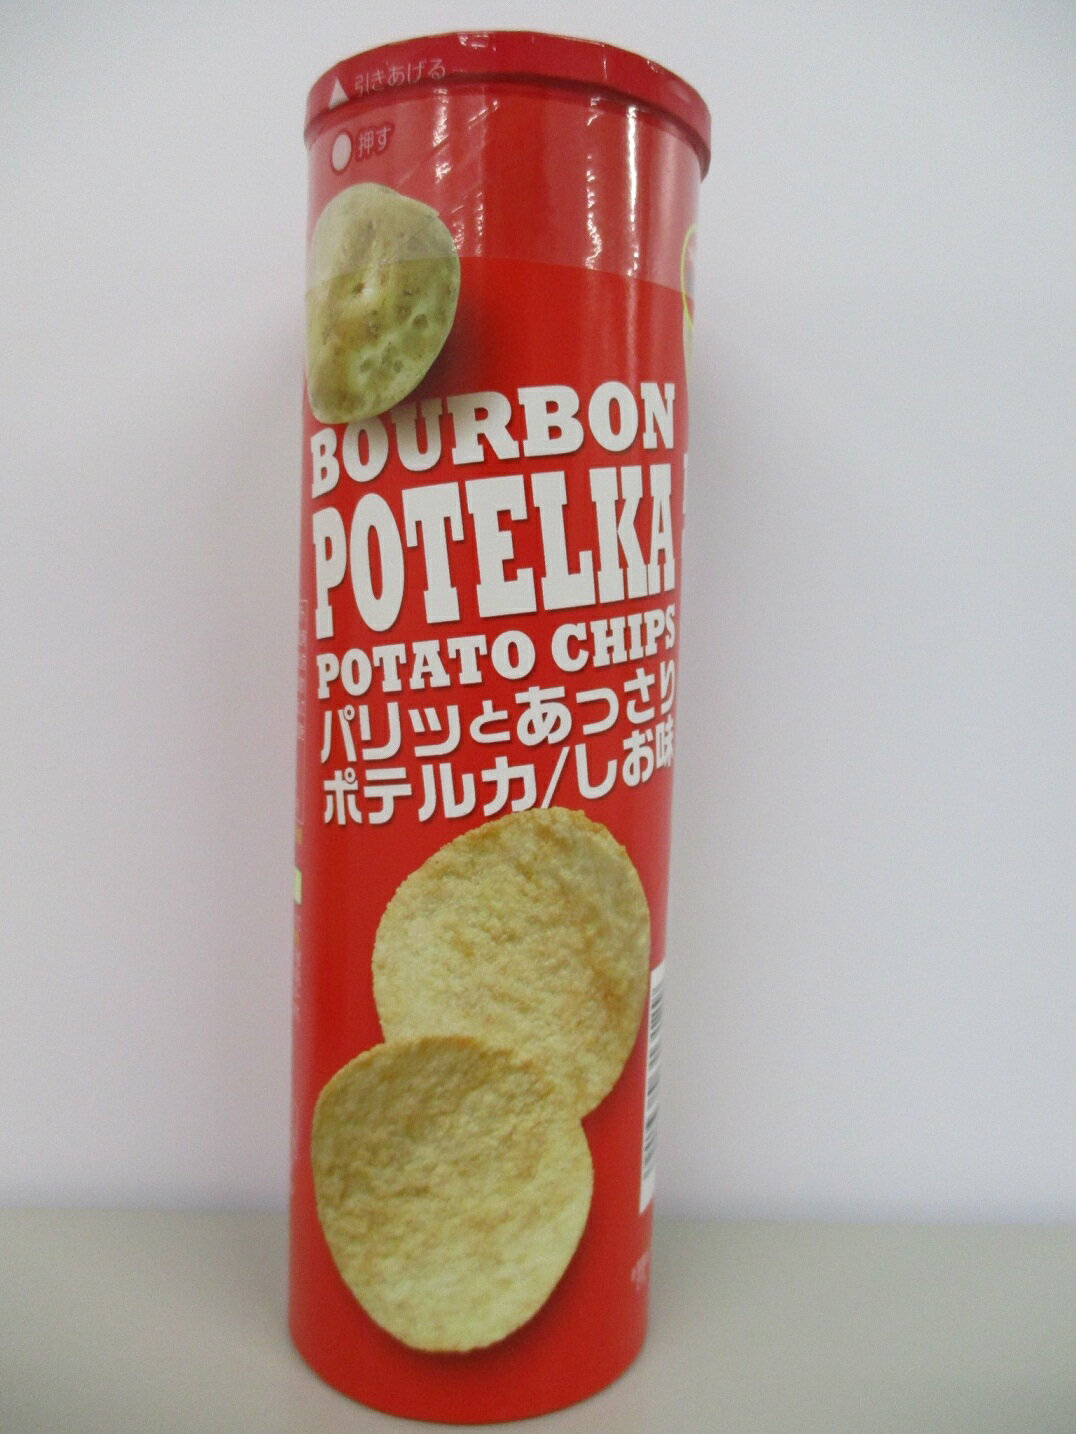 引きあげる
押す
BOURBON
POTELKA
POTATO CHIPS
パリッとあっさり
ポテルカ/しお味